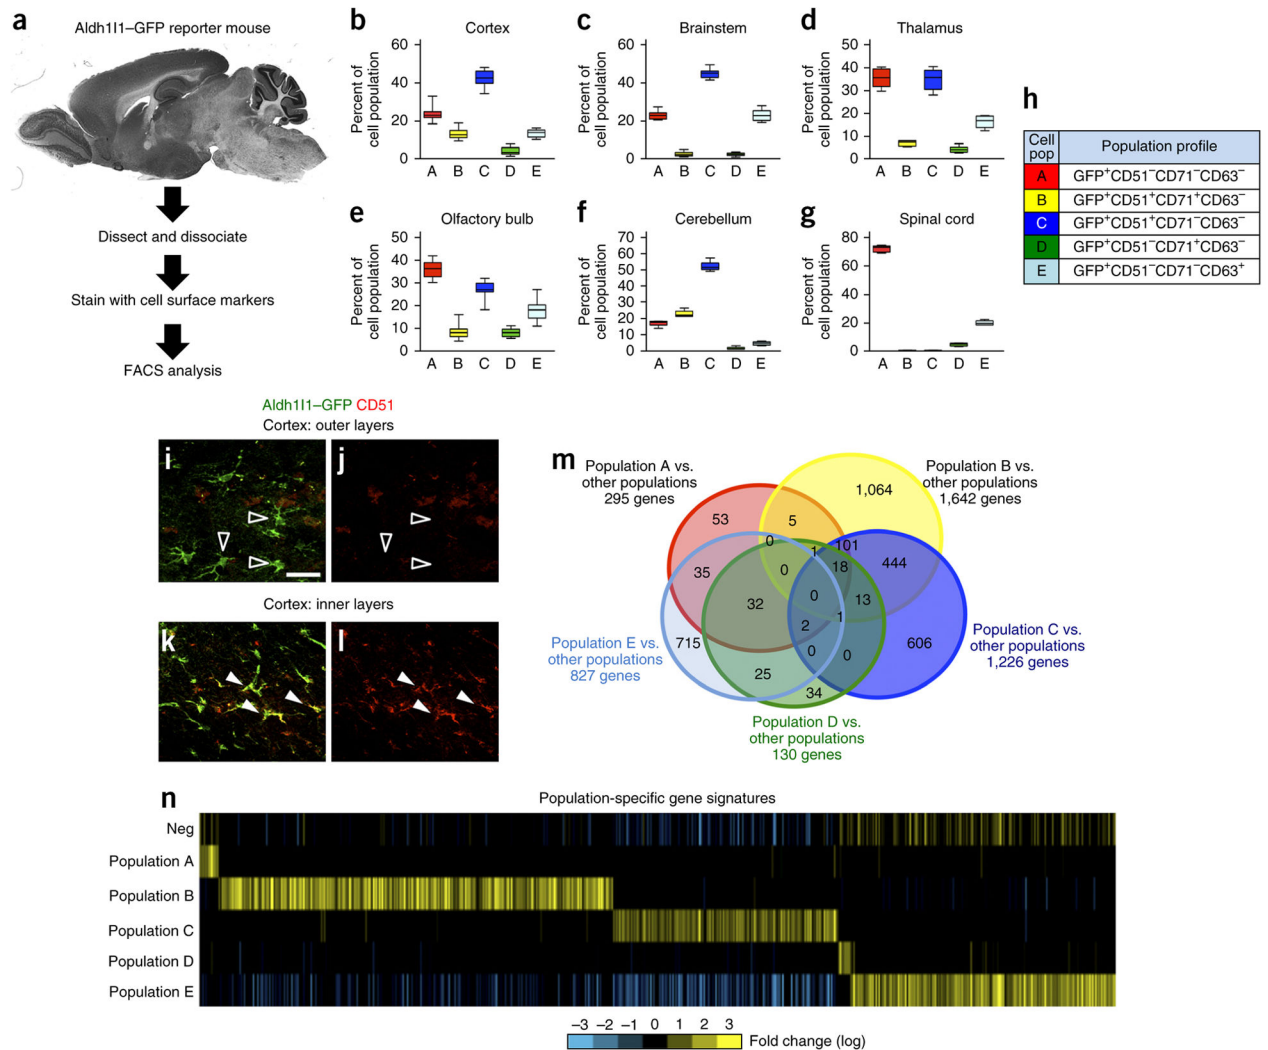 a
Aldh1l1–GFP reporter mouse
Dissect and dissociate
Stain with cell surface markers
FACS analysis
b
Cortex
Percent of
cell population
60
40
20
0
A B C D E
c
Brainstem
Percent of
cell population
60
40
20
0
A B C D E
d
Thalamus
Percent of
cell population
50
40
30
20
10
0
A B C D E
e
Olfactory bulb
Percent of
cell population
50
40
30
20
10
0
A B C D E
f
Cerebellum
Percent of
cell population
70
60
50
40
30
20
10
0
A B C D E
g
Spinal cord
Percent of
cell population
80
60
40
20
0
A B C D E
h
Cell
pop
Population profile
A GFP⁺CD51⁻CD71⁻CD63⁻
B GFP⁺CD51⁺CD71⁺CD63⁻
C GFP⁺CD51⁺CD71⁻CD63⁻
D GFP⁺CD51⁻CD71⁺CD63⁻
E GFP⁺CD51⁻CD71⁻CD63⁺
Aldh1l1–GFP CD51
Cortex: outer layers
i
j
Cortex: inner layers
k
l
m
Population A vs.
other populations
295 genes
Population B vs.
other populations
1,642 genes
Population C vs.
other populations
1,226 genes
Population D vs.
other populations
130 genes
Population E vs.
other populations
827 genes
1,064
53
5
0
1
101
444
35
0
18
32
0
13
2
1
715
0
0
606
25
34
n
Population-specific gene signatures
Neg
Population A
Population B
Population C
Population D
Population E
–3 –2 –1 0 1 2 3
Fold change (log)